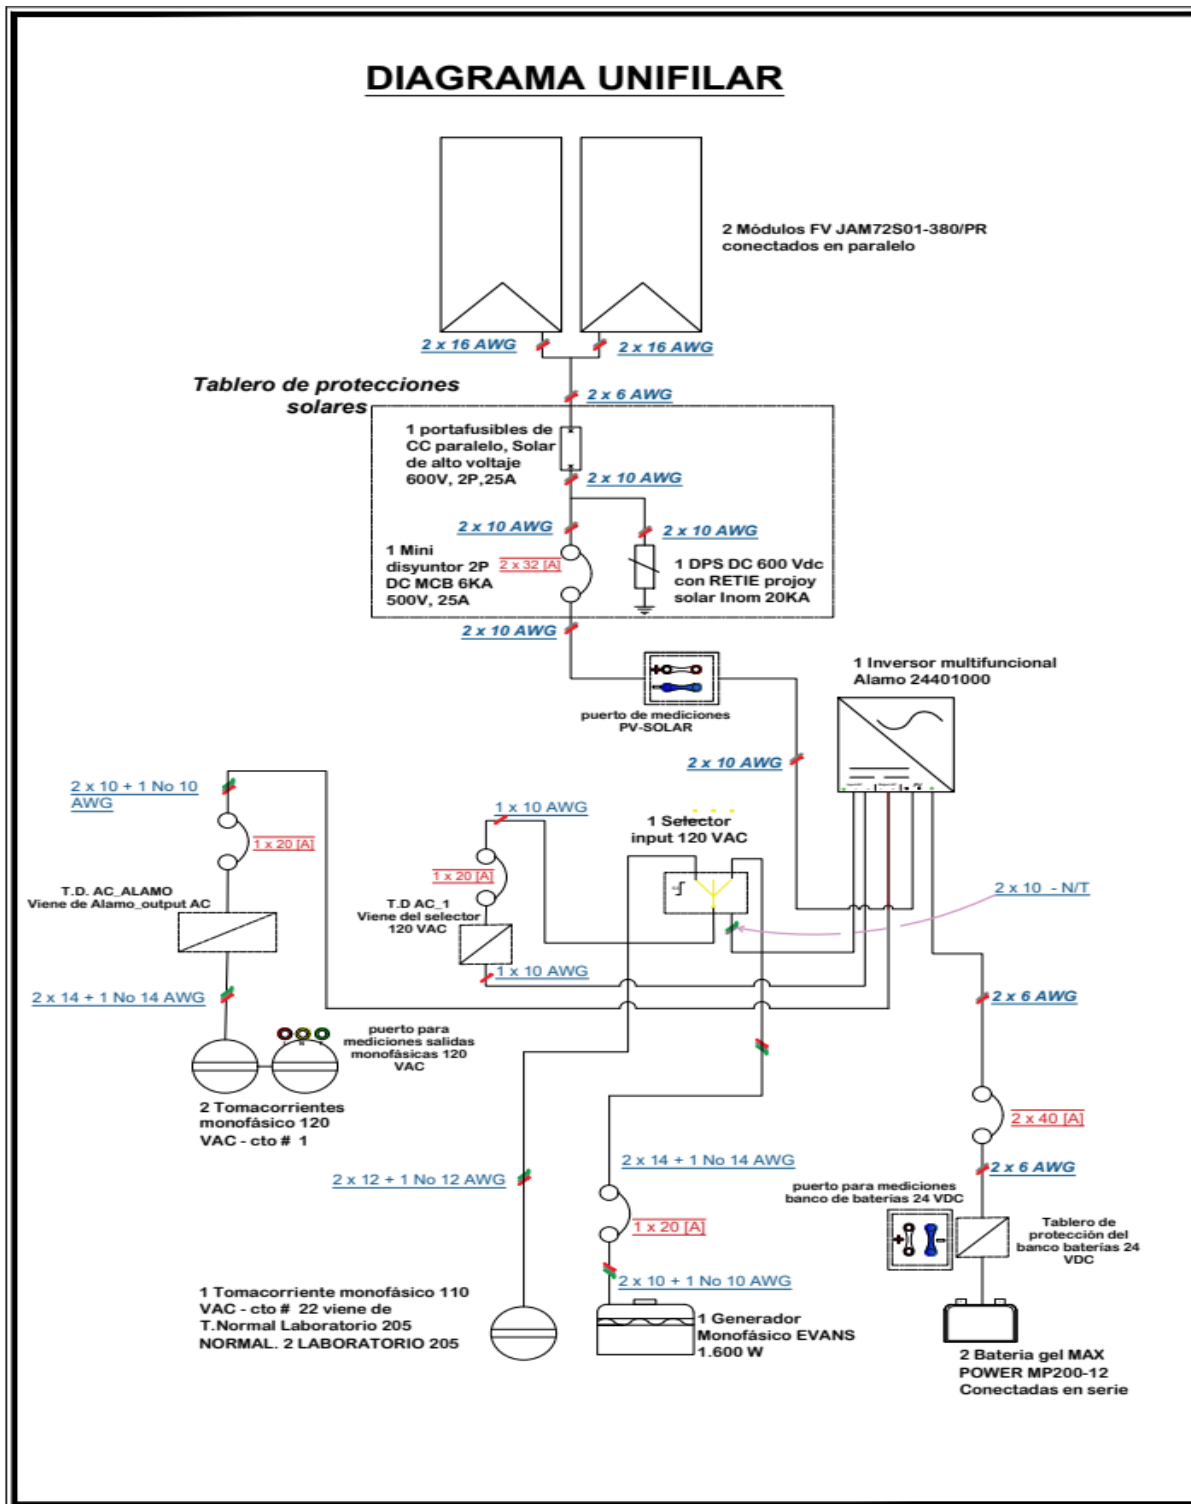 DIAGRAMA UNIFILAR
2 Módulos FV JAM72S01-380/PR
conectados en paralelo
2 x 16 AWG
2 x 16 AWG
Tablero de protecciones
solares
2 x 6 AWG
1 portafusibles de
CC paralelo, Solar
de alto voltaje
600V, 2P,25A
2 x 10 AWG
2 x 10 AWG
2 x 10 AWG
1 Mini
disyuntor 2P
DC MCB 6KA
500V, 25A
2 x 32 [A]
1 DPS DC 600 Vdc
con RETIE projoy
solar Inom 20KA
2 x 10 AWG
1 Inversor multifuncional
Alamo 24401000
puerto de mediciones
PV-SOLAR
2 x 10 AWG
2 x 10 + 1 No 10
AWG
1 x 20 [A]
1 x 10 AWG
1 Selector
input 120 VAC
1 x 20 [A]
T.D. AC_ALAMO
Viene de Alamo_output AC
T.D AC_1
Viene del selector
120 VAC
2 x 10 - N/T
1 x 10 AWG
2 x 14 + 1 No 14 AWG
2 x 6 AWG
puerto para
mediciones salidas
monofásicas 120
VAC
2 Tomacorrientes
monofásico 120
VAC - cto # 1
2 x 40 [A]
2 x 12 + 1 No 12 AWG
2 x 14 + 1 No 14 AWG
2 x 6 AWG
puerto para mediciones
banco de baterías 24 VDC
1 x 20 [A]
Tablero de
protección del
banco baterías 24
VDC
2 x 10 + 1 No 10 AWG
1 Tomacorriente monofásico 110
VAC - cto # 22 viene de
T.Normal Laboratorio 205
NORMAL. 2 LABORATORIO 205
1 Generador
Monofásico EVANS
1.600 W
2 Bateria gel MAX
POWER MP200-12
Conectadas en serie